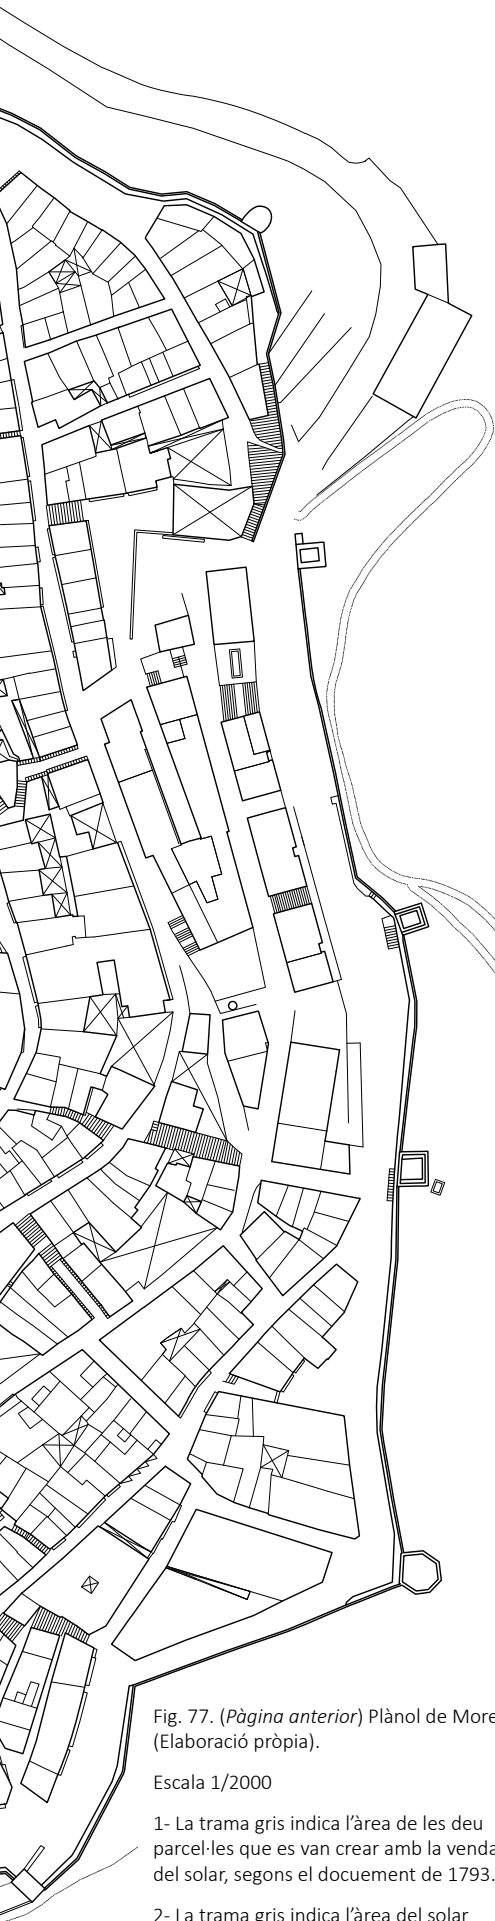 Fig. 77. (Pàgina anterior) Plànol de More
(Elaboració pròpia).
Escala 1/2000
1- La trama gris indica l’àrea de les deu
parcel·les que es van crear amb la venda
del solar, segons el docuement de 1793.
2- La trama gris indica l’àrea del solar